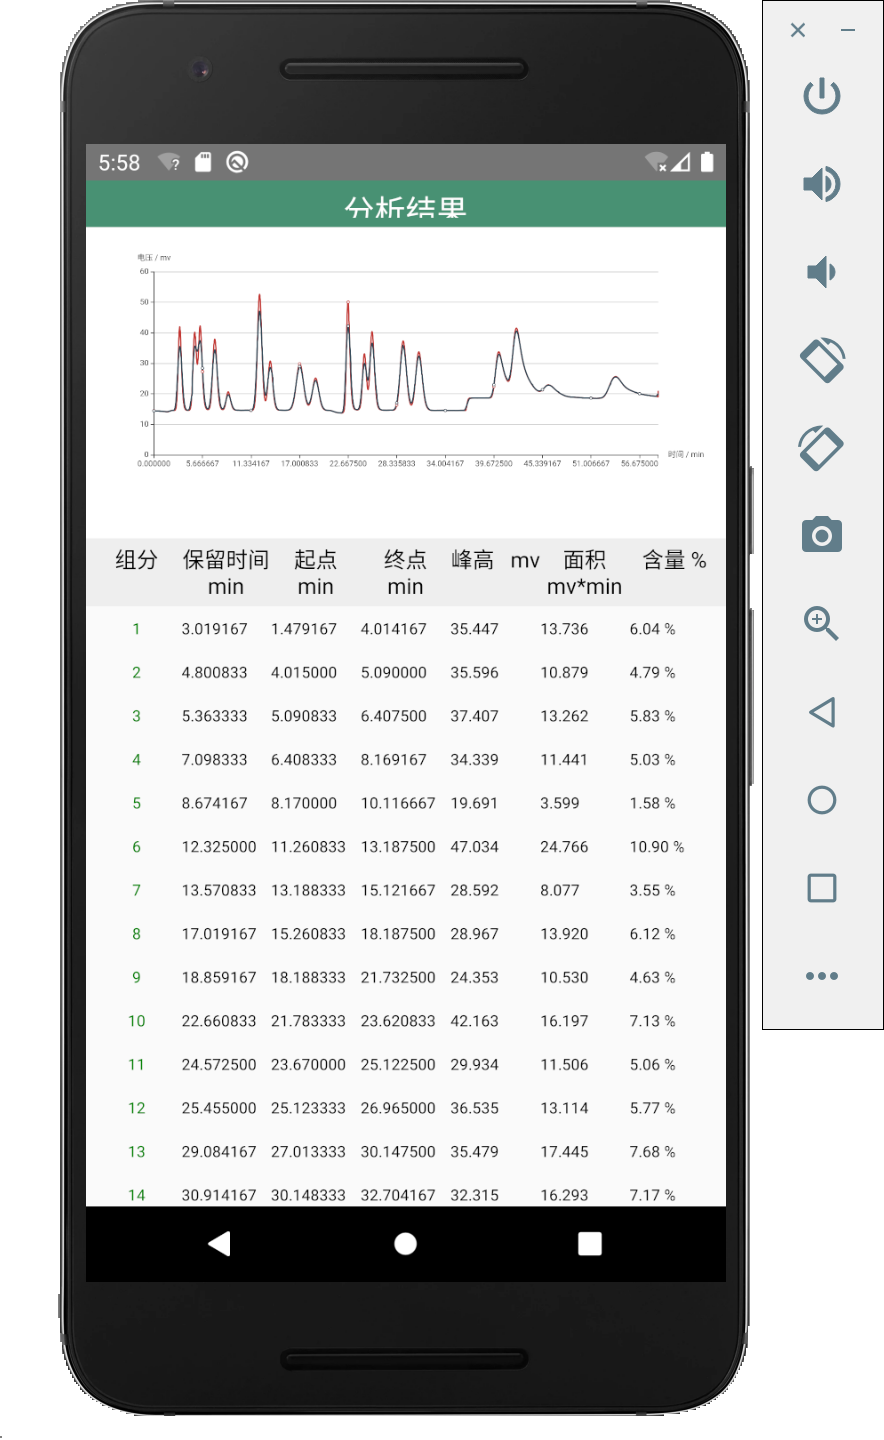 5:58
分析结果
电压 / mv
60
50
40
30
20
10
0
时间 / min
0.000000 5.666667 11.334167 17.000833 22.667500 28.335833 34.004167 39.672500 45.339167 51.006667 56.675000
组分 保留时间 起点 终点 峰高 mv 面积 含量 %
min min min mv*min
1 3.019167 1.479167 4.014167 35.447 13.736 6.04 %
2 4.800833 4.015000 5.090000 35.596 10.879 4.79 %
3 5.363333 5.090833 6.407500 37.407 13.262 5.83 %
4 7.098333 6.408333 8.169167 34.339 11.441 5.03 %
5 8.674167 8.170000 10.116667 19.691 3.599 1.58 %
6 12.325000 11.260833 13.187500 47.034 24.766 10.90 %
7 13.570833 13.188333 15.121667 28.592 8.077 3.55 %
8 17.019167 15.260833 18.187500 28.967 13.920 6.12 %
9 18.859167 18.188333 21.732500 24.353 10.530 4.63 %
10 22.660833 21.783333 23.620833 42.163 16.197 7.13 %
11 24.572500 23.670000 25.122500 29.934 11.506 5.06 %
12 25.455000 25.123333 26.965000 36.535 13.114 5.77 %
13 29.084167 27.013333 30.147500 35.479 17.445 7.68 %
14 30.914167 30.148333 32.704167 32.315 16.293 7.17 %